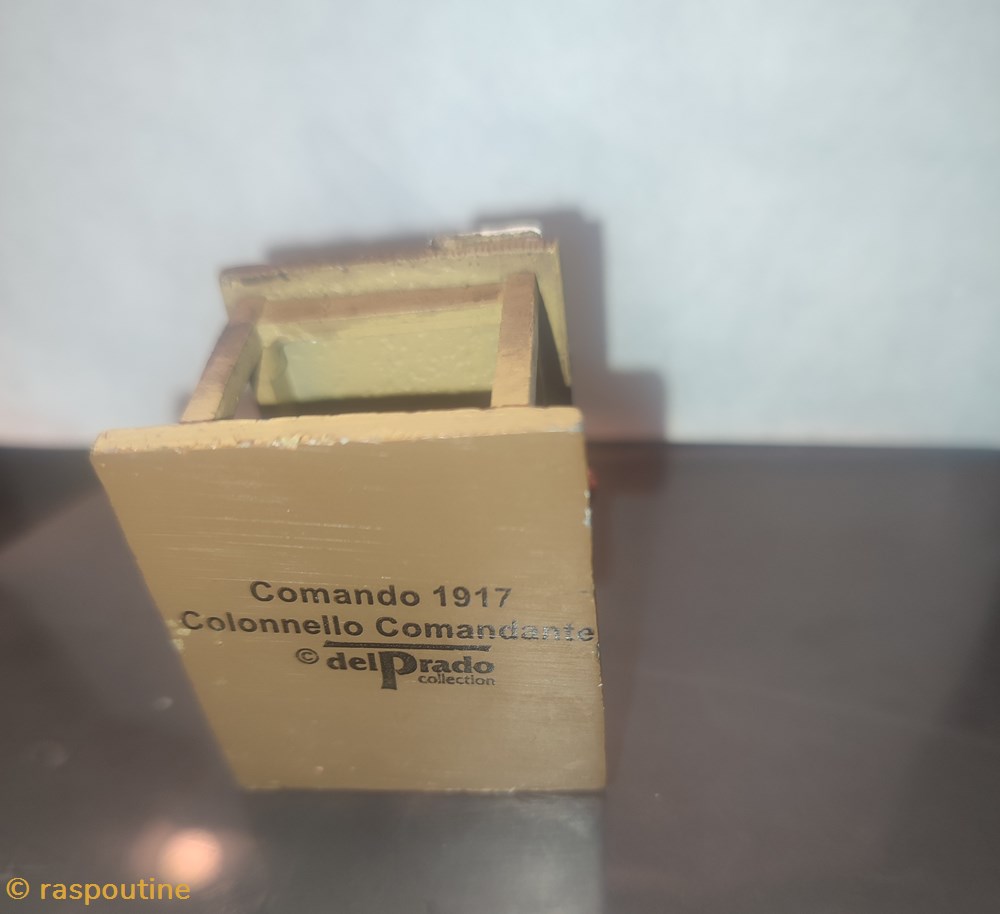 Comando 1917
Colonnello Comandante
© delPrado
collection
© raspoutine